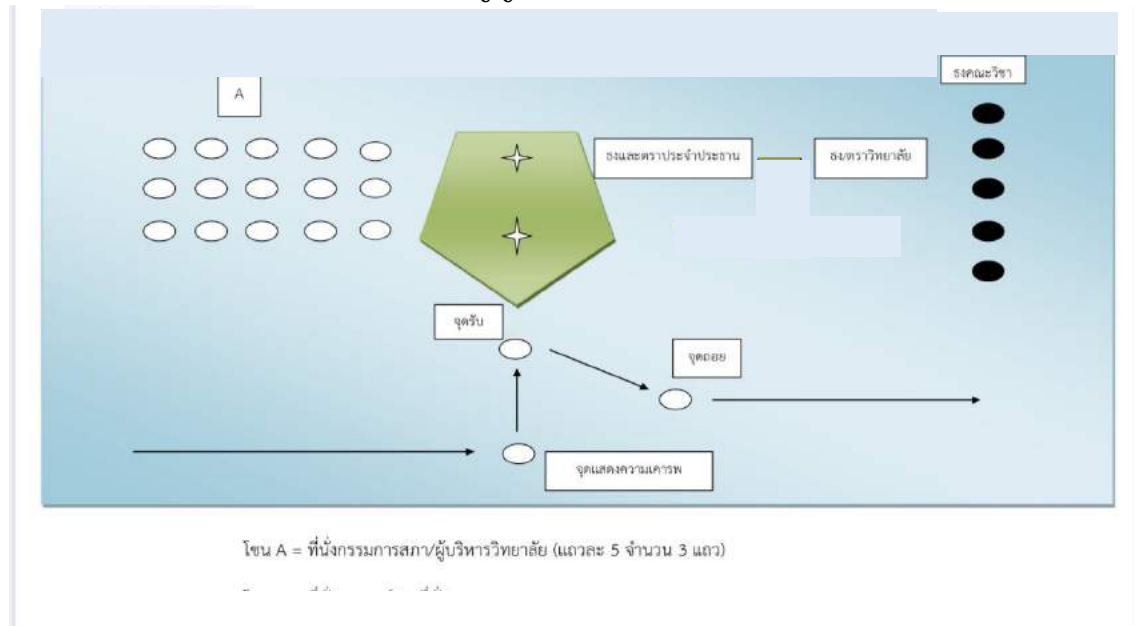 ธงคณะวิชา
A
ธงและตราประจำประธาน
ธง/ตราวิทยาลัย
จุดรับ
จุดถอย
จุดแสดงความเคารพ
โซน A = ที่นั่งกรรมการสภา/ผู้บริหารวิทยาลัย (แถวละ 5 จำนวน 3 แถว)